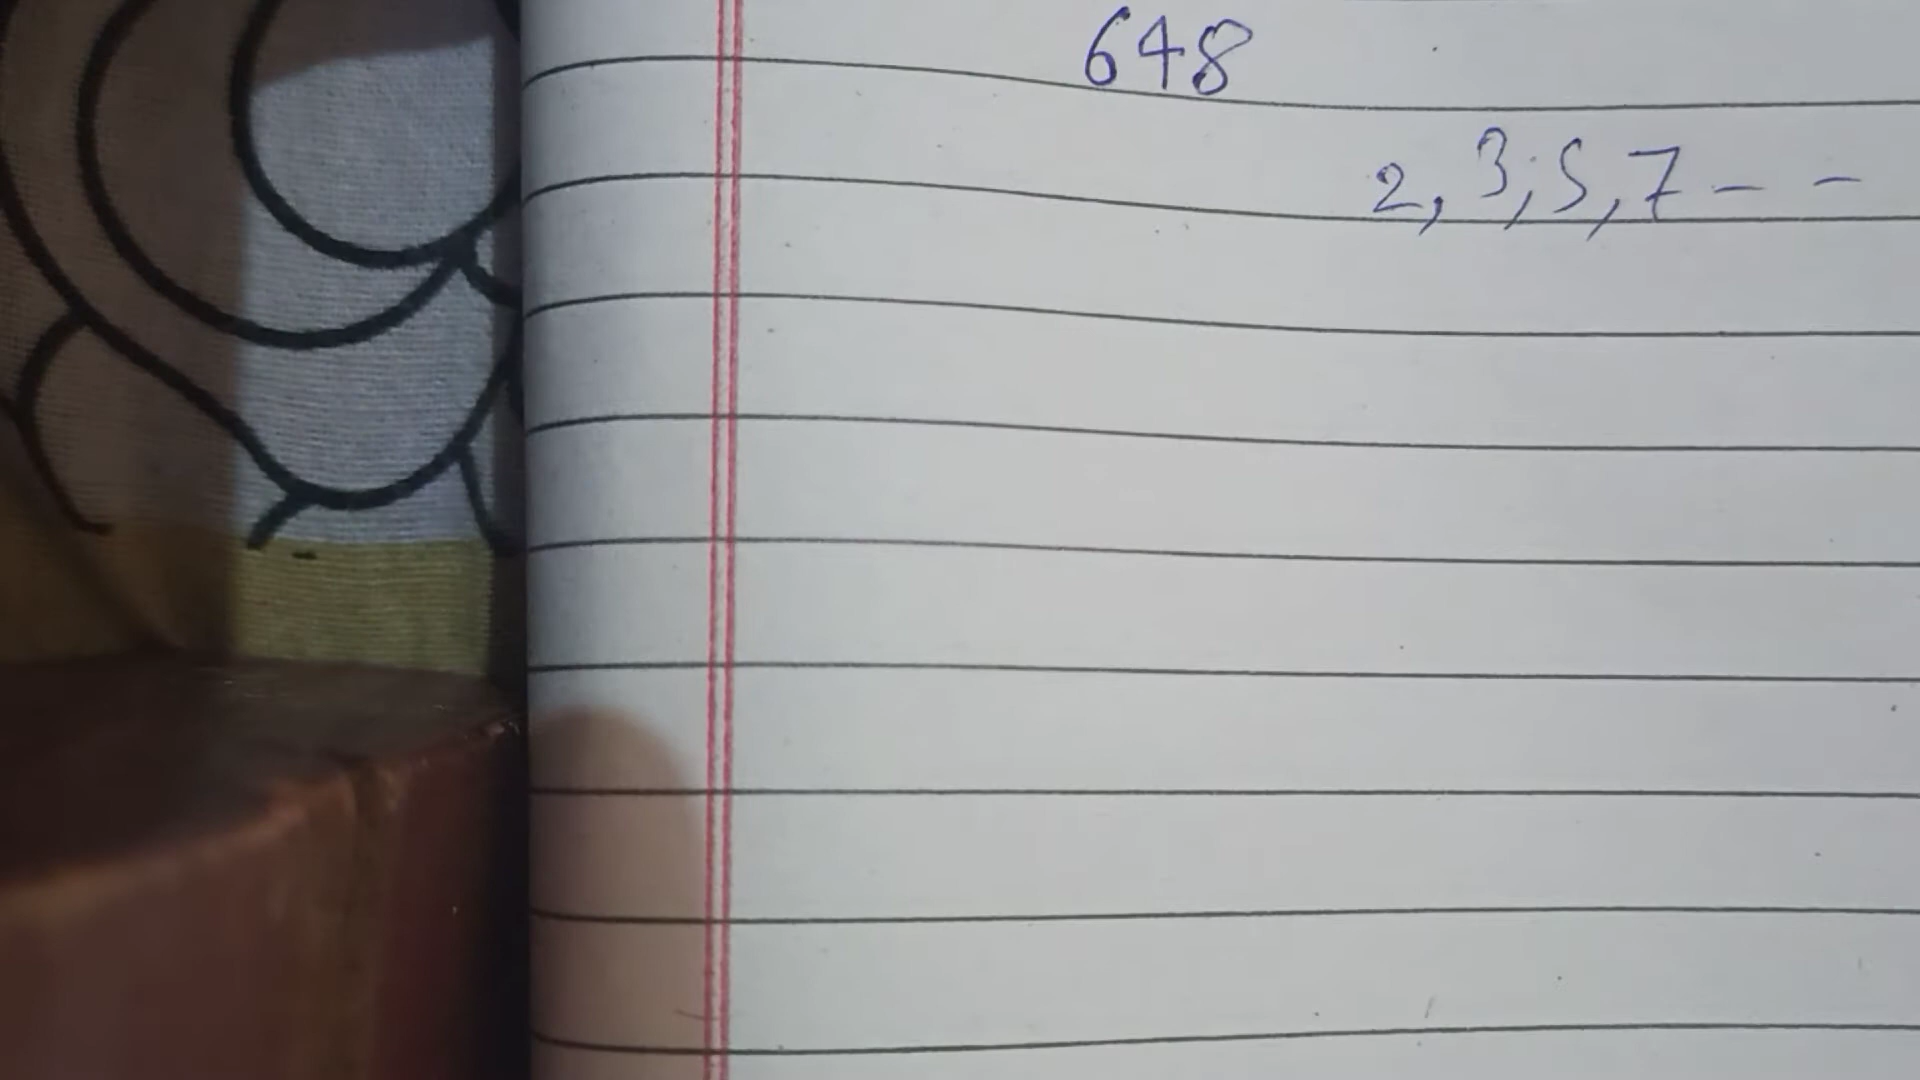 648
2, 3, 5, 7 - -